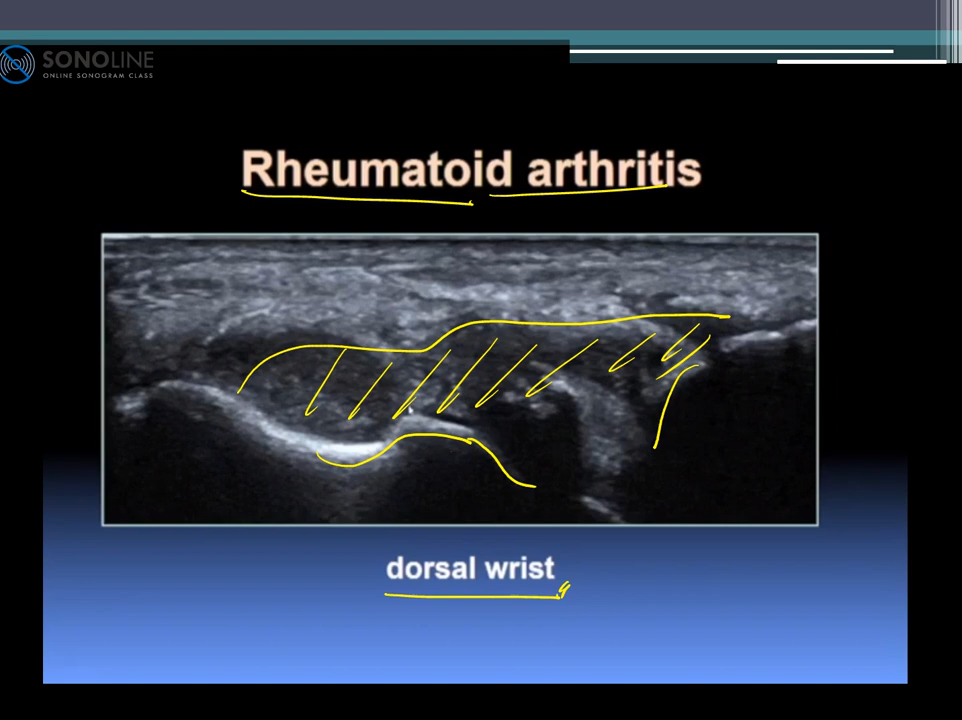 SONOLINE
ONLINE SONOGRAM CLASS
Rheumatoid arthritis
dorsal wrist